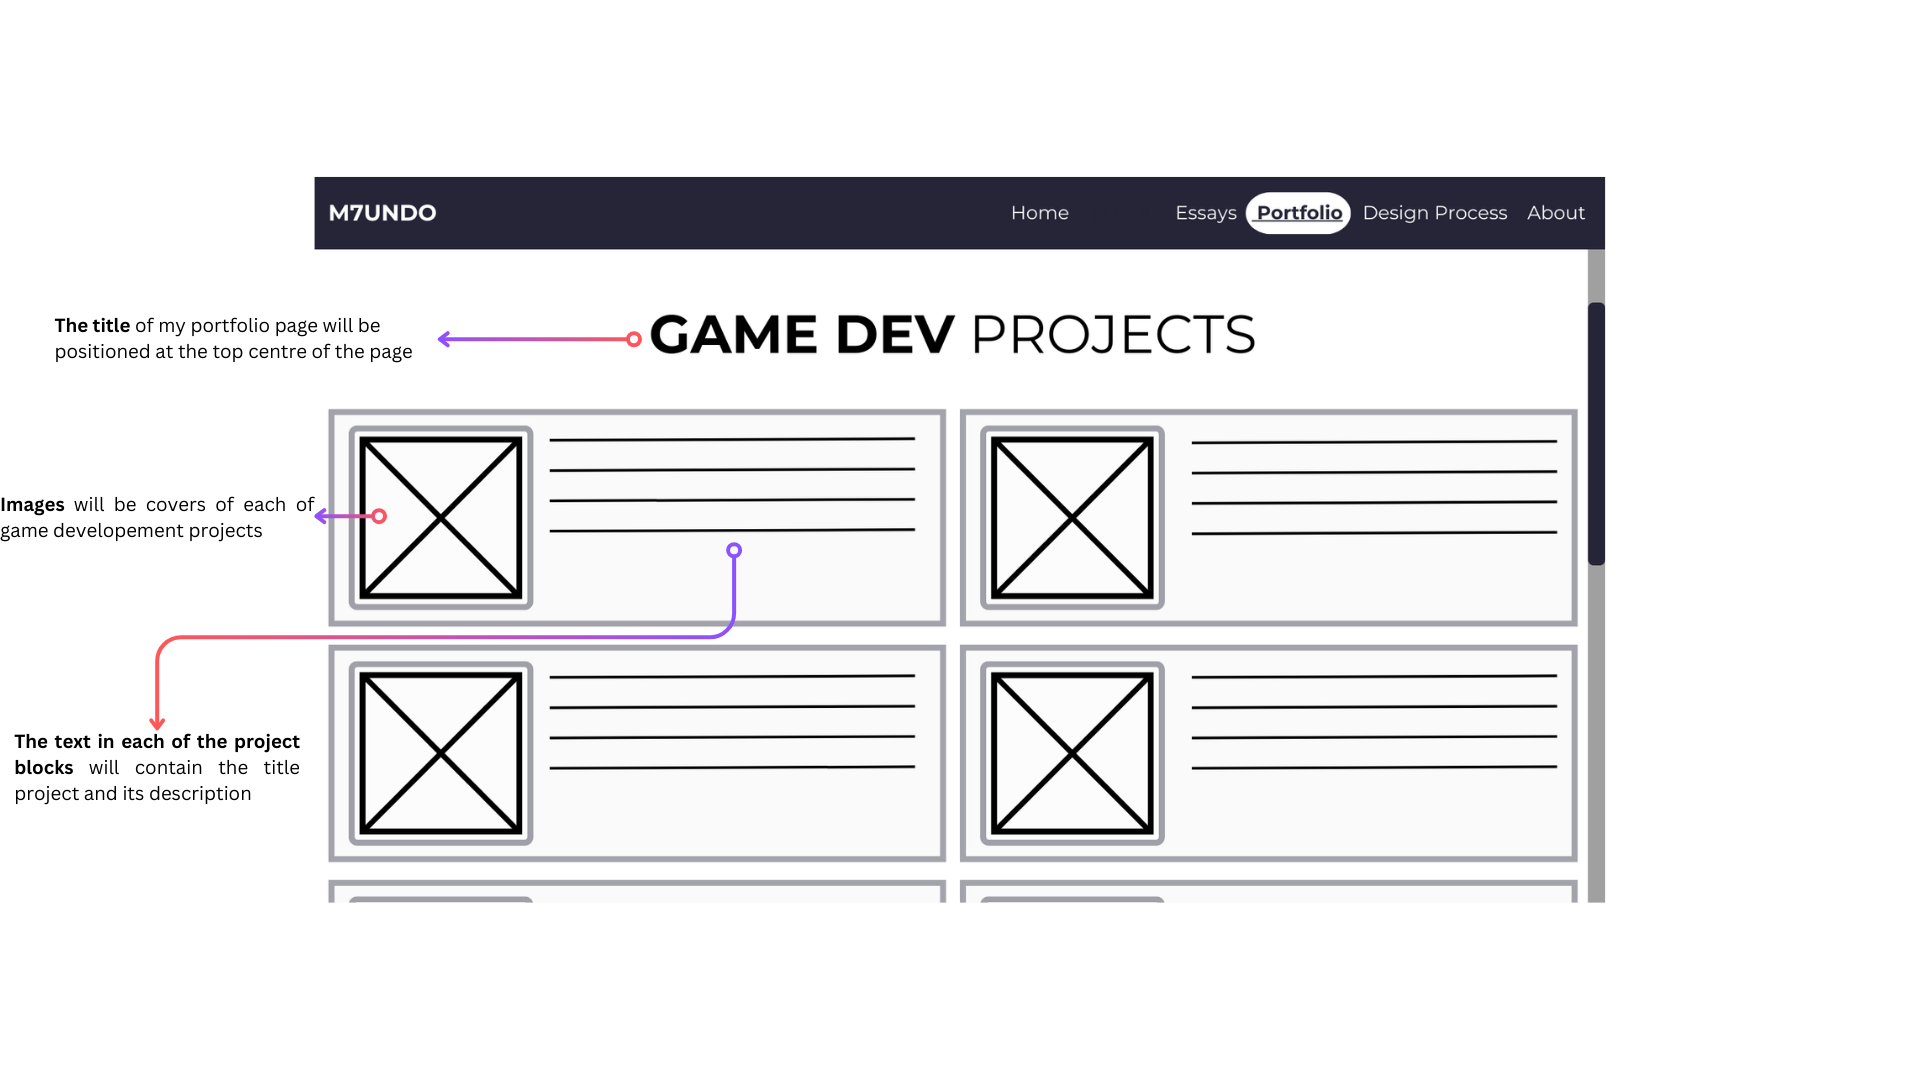 M7UNDO Home Essays Portfolio Design Process About
GAME DEV PROJECTS
The title of my portfolio page will be
positioned at the top centre of the page
Images will be covers of each of
game developement projects
The text in each of the project
blocks will contain the title
project and its description